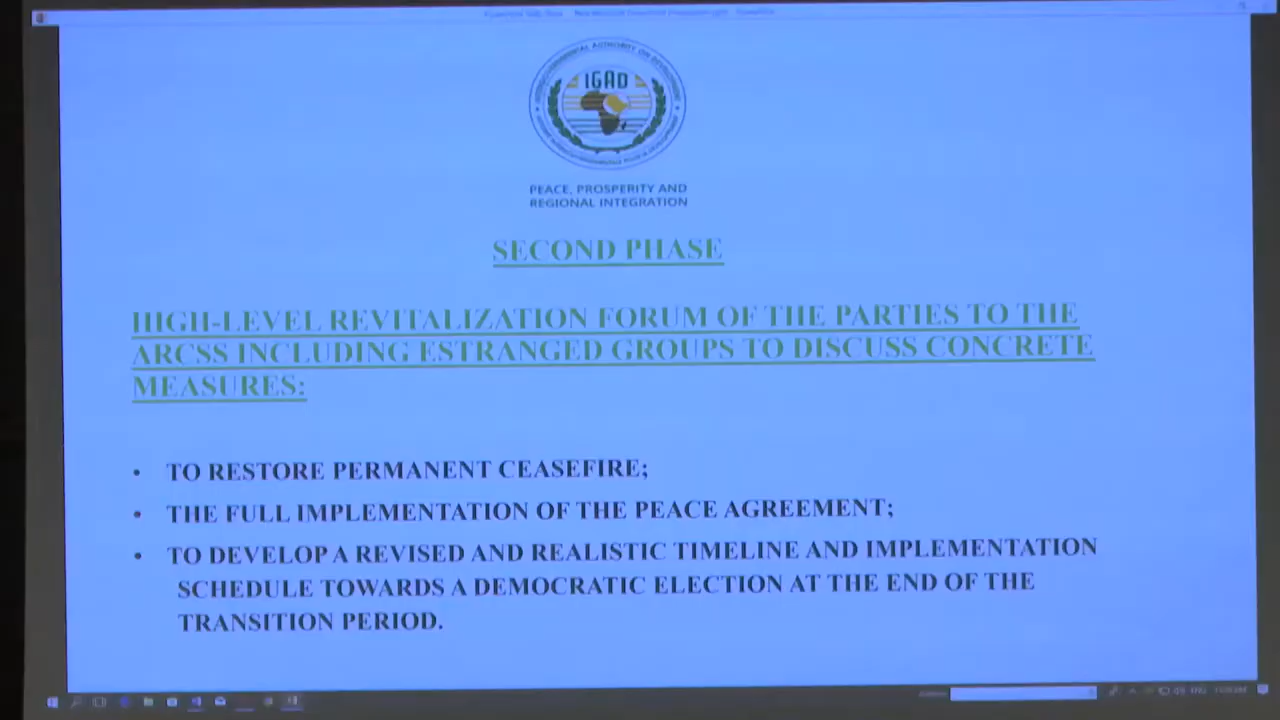 IGAD
PEACE, PROSPERITY AND
REGIONAL INTEGRATION
SECOND PHASE
HIGH-LEVEL REVITALIZATION FORUM OF THE PARTIES TO THE
ARCSS INCLUDING ESTRANGED GROUPS TO DISCUSS CONCRETE
MEASURES:
• TO RESTORE PERMANENT CEASEFIRE;
• THE FULL IMPLEMENTATION OF THE PEACE AGREEMENT;
• TO DEVELOP A REVISED AND REALISTIC TIMELINE AND IMPLEMENTATION
SCHEDULE TOWARDS A DEMOCRATIC ELECTION AT THE END OF THE
TRANSITION PERIOD.
ENG